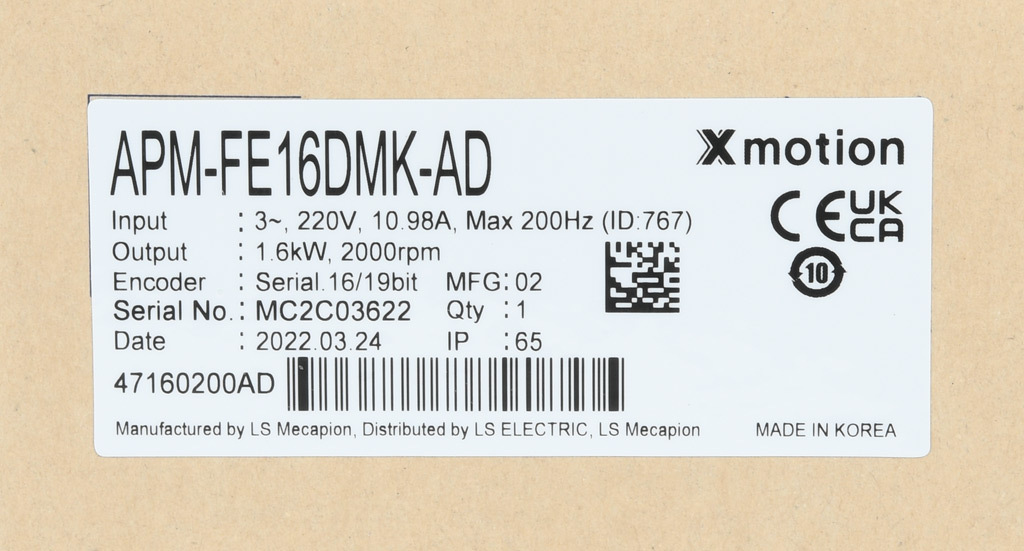 APM-FE16DMK-AD
Xmotion
Input : 3~, 220V, 10.98A, Max 200Hz (ID:767)
CE UK CA
Output : 1.6kW, 2000rpm
Encoder : Serial.16/19bit MFG: 02
10
Serial No. : MC2C03622 Qty : 1
Date : 2022.03.24 IP : 65
47160200AD
Manufactured by LS Mecapion, Distributed by LS ELECTRIC, LS Mecapion
MADE IN KOREA